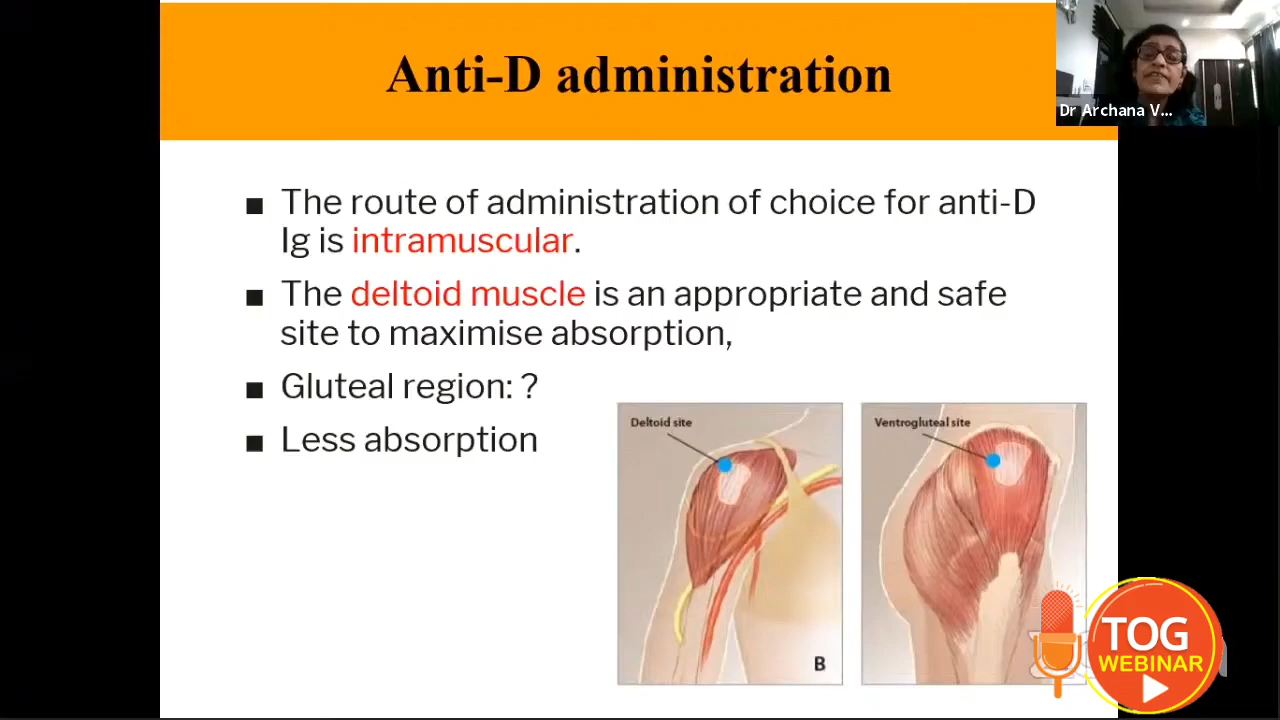 Anti-D administration
Dr Archana V...
■ The route of administration of choice for anti-D
Ig is intramuscular.
■ The deltoid muscle is an appropriate and safe
site to maximise absorption,
■ Gluteal region: ?
■ Less absorption
Deltoid site
Ventrogluteal site
B
TOG
WEBINAR